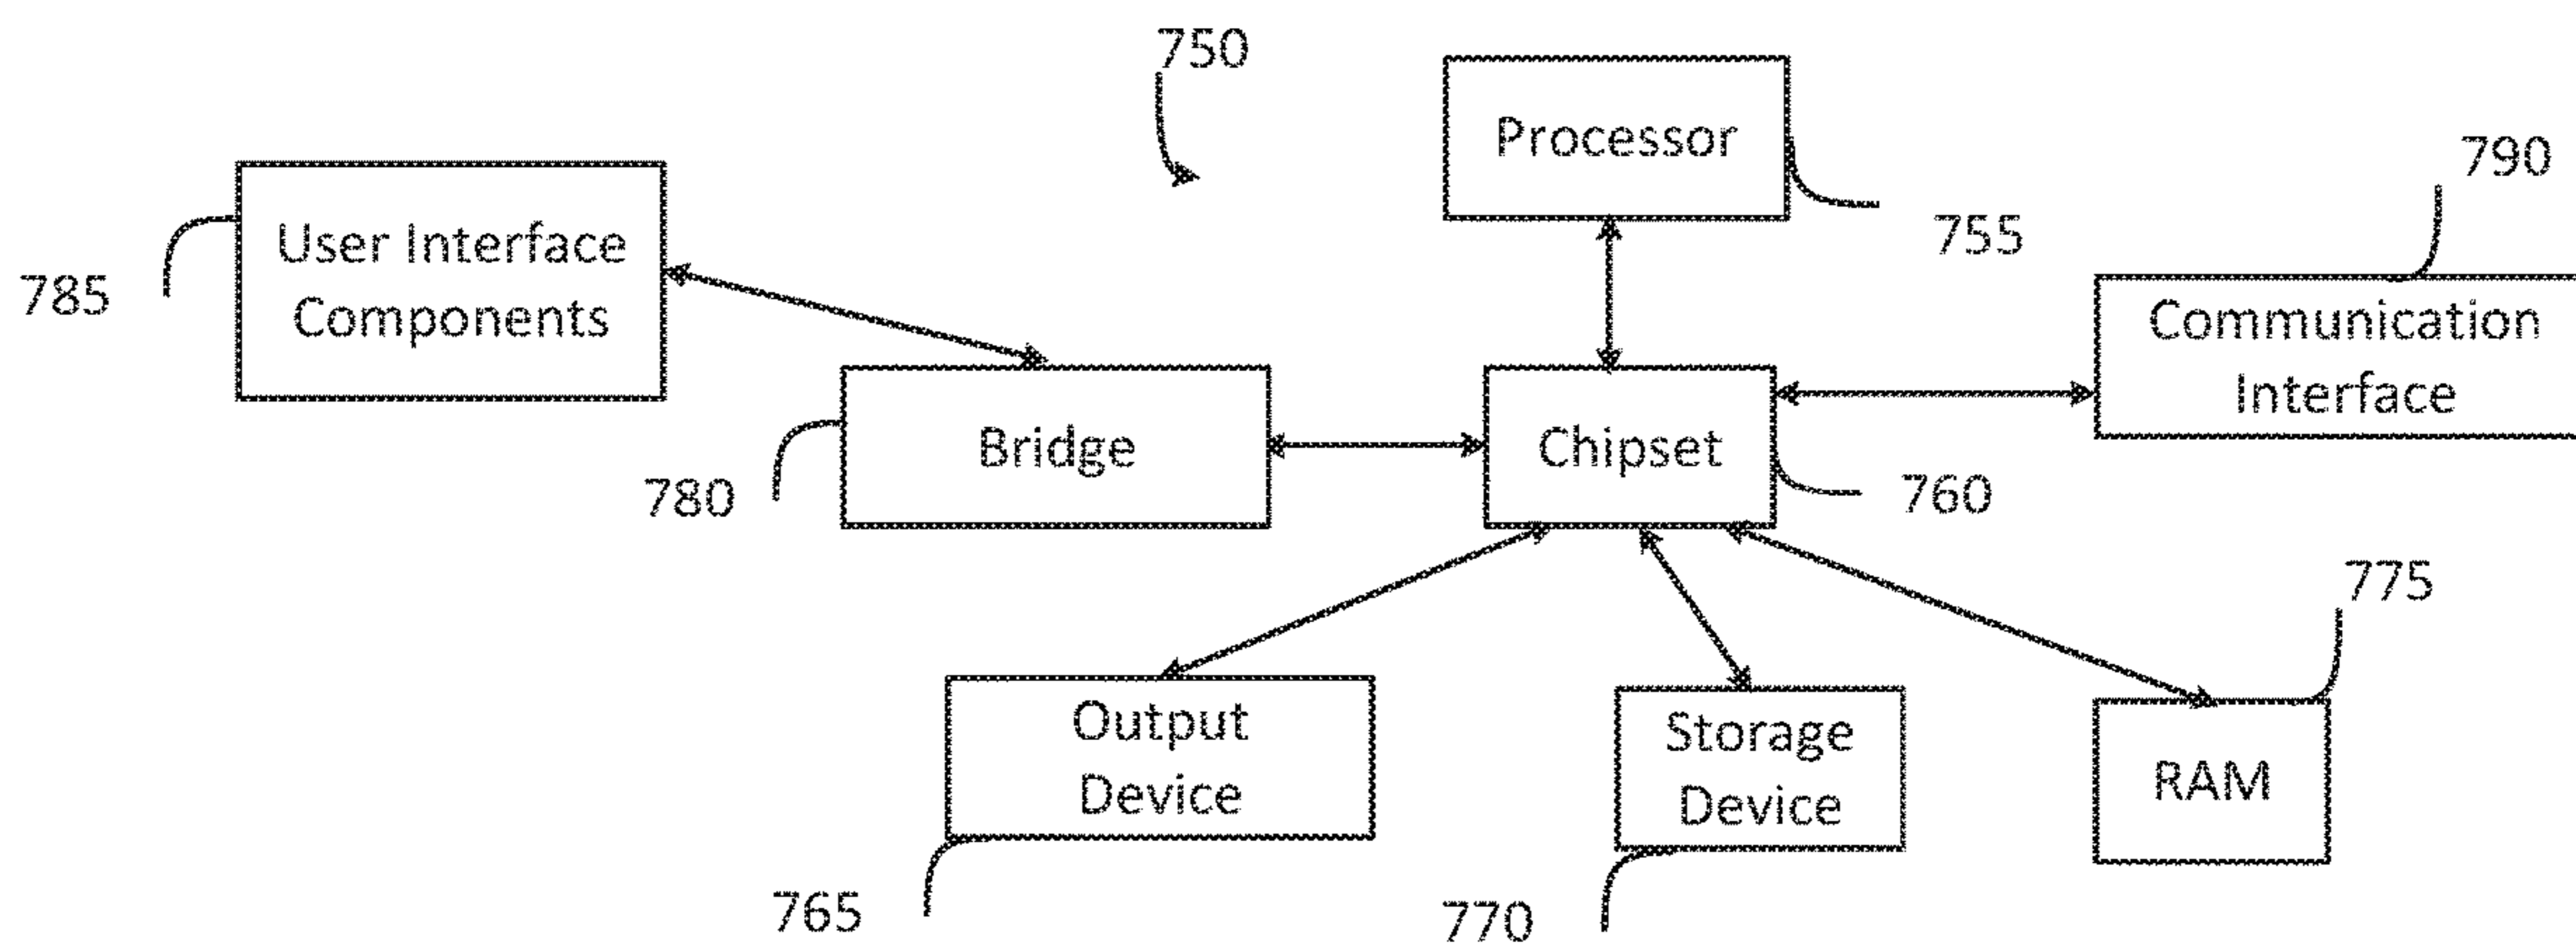 750
Processor
790
755
User Interface
Components
785
Communication
Interface
Bridge
Chipset
780
760
775
Output
Device
Storage
Device
RAM
765
770